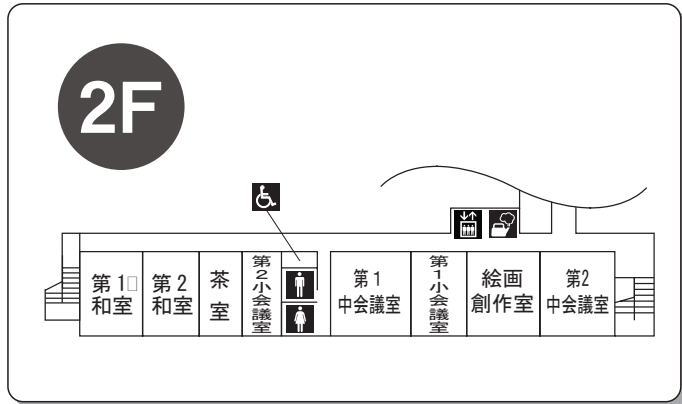 2F
第1□
和室
第2
和室
茶
室
第2小会議室
第1
中会議室
第1小会議室
絵画
創作室
第2
中会議室